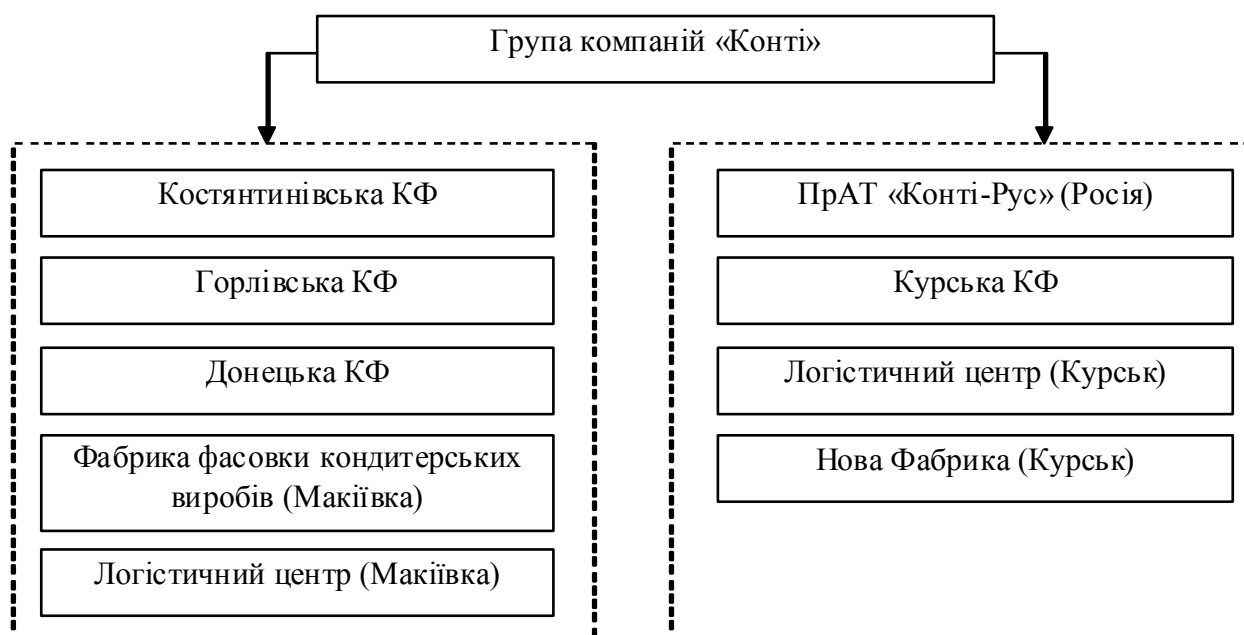 Група компаній «Конті»
Костянтинівська КФ
Горлівська КФ
Донецька КФ
Фабрика фасовки кондитерських
виробів (Макіївка)
Логістичний центр (Макіївка)
ПрАТ «Конті-Рус» (Росія)
Курська КФ
Логістичний центр (Курськ)
Нова Фабрика (Курськ)